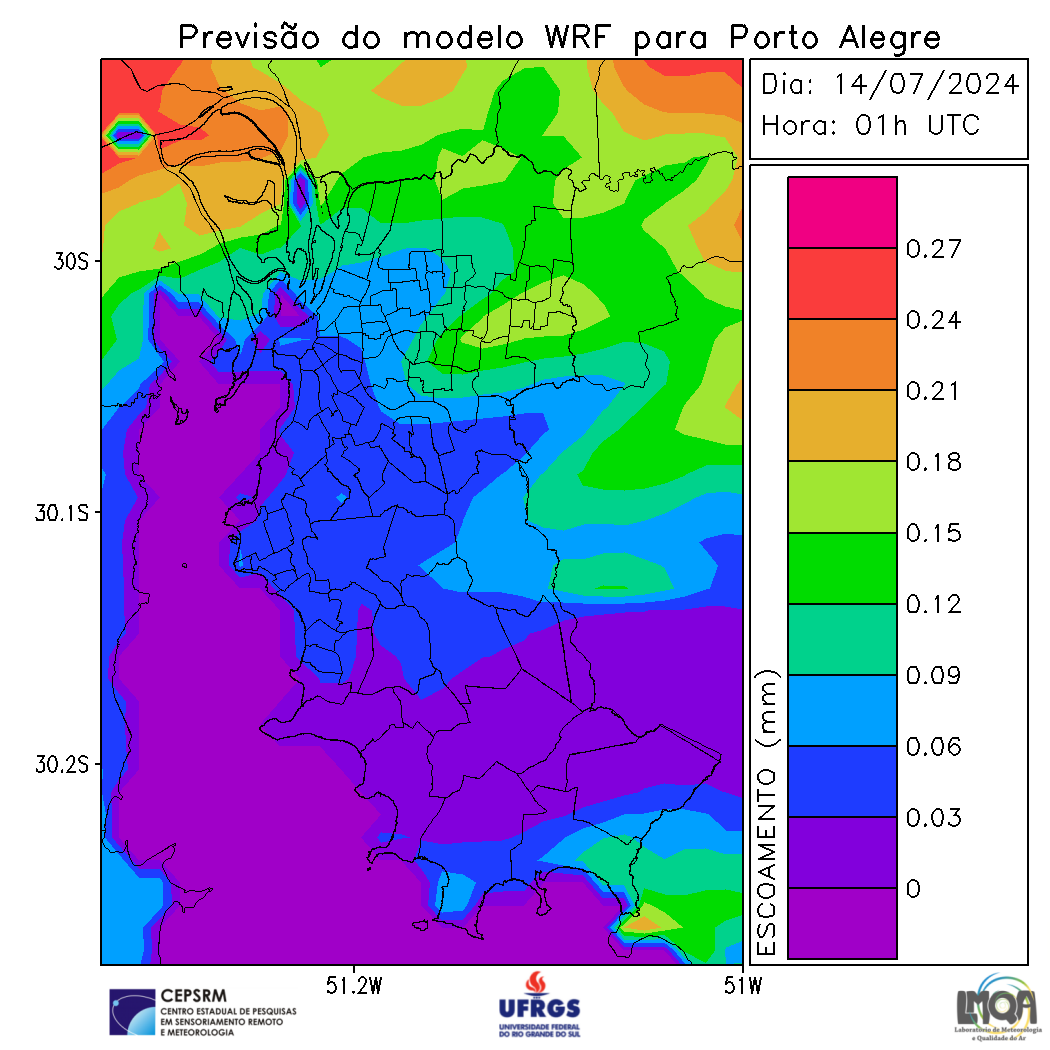 Previsão do modelo WRF para Porto Alegre
Dia: 14/07/2024
Hora: 01h UTC
0.27
0.24
0.21
0.18
0.15
0.12
0.09
0.06
0.03
0
ESCOAMENTO (mm)
30S
30.1S
30.2S
51.2W
51W
CEPSRM
CENTRO ESTADUAL DE PESQUISAS
EM SENSORIAMENTO REMOTO
E METEOROLOGIA
UFRGS
UNIVERSIDADE FEDERAL
DO RIO GRANDE DO SUL
LMQA
Laboratório de Meteorologia
e Qualidade do Ar